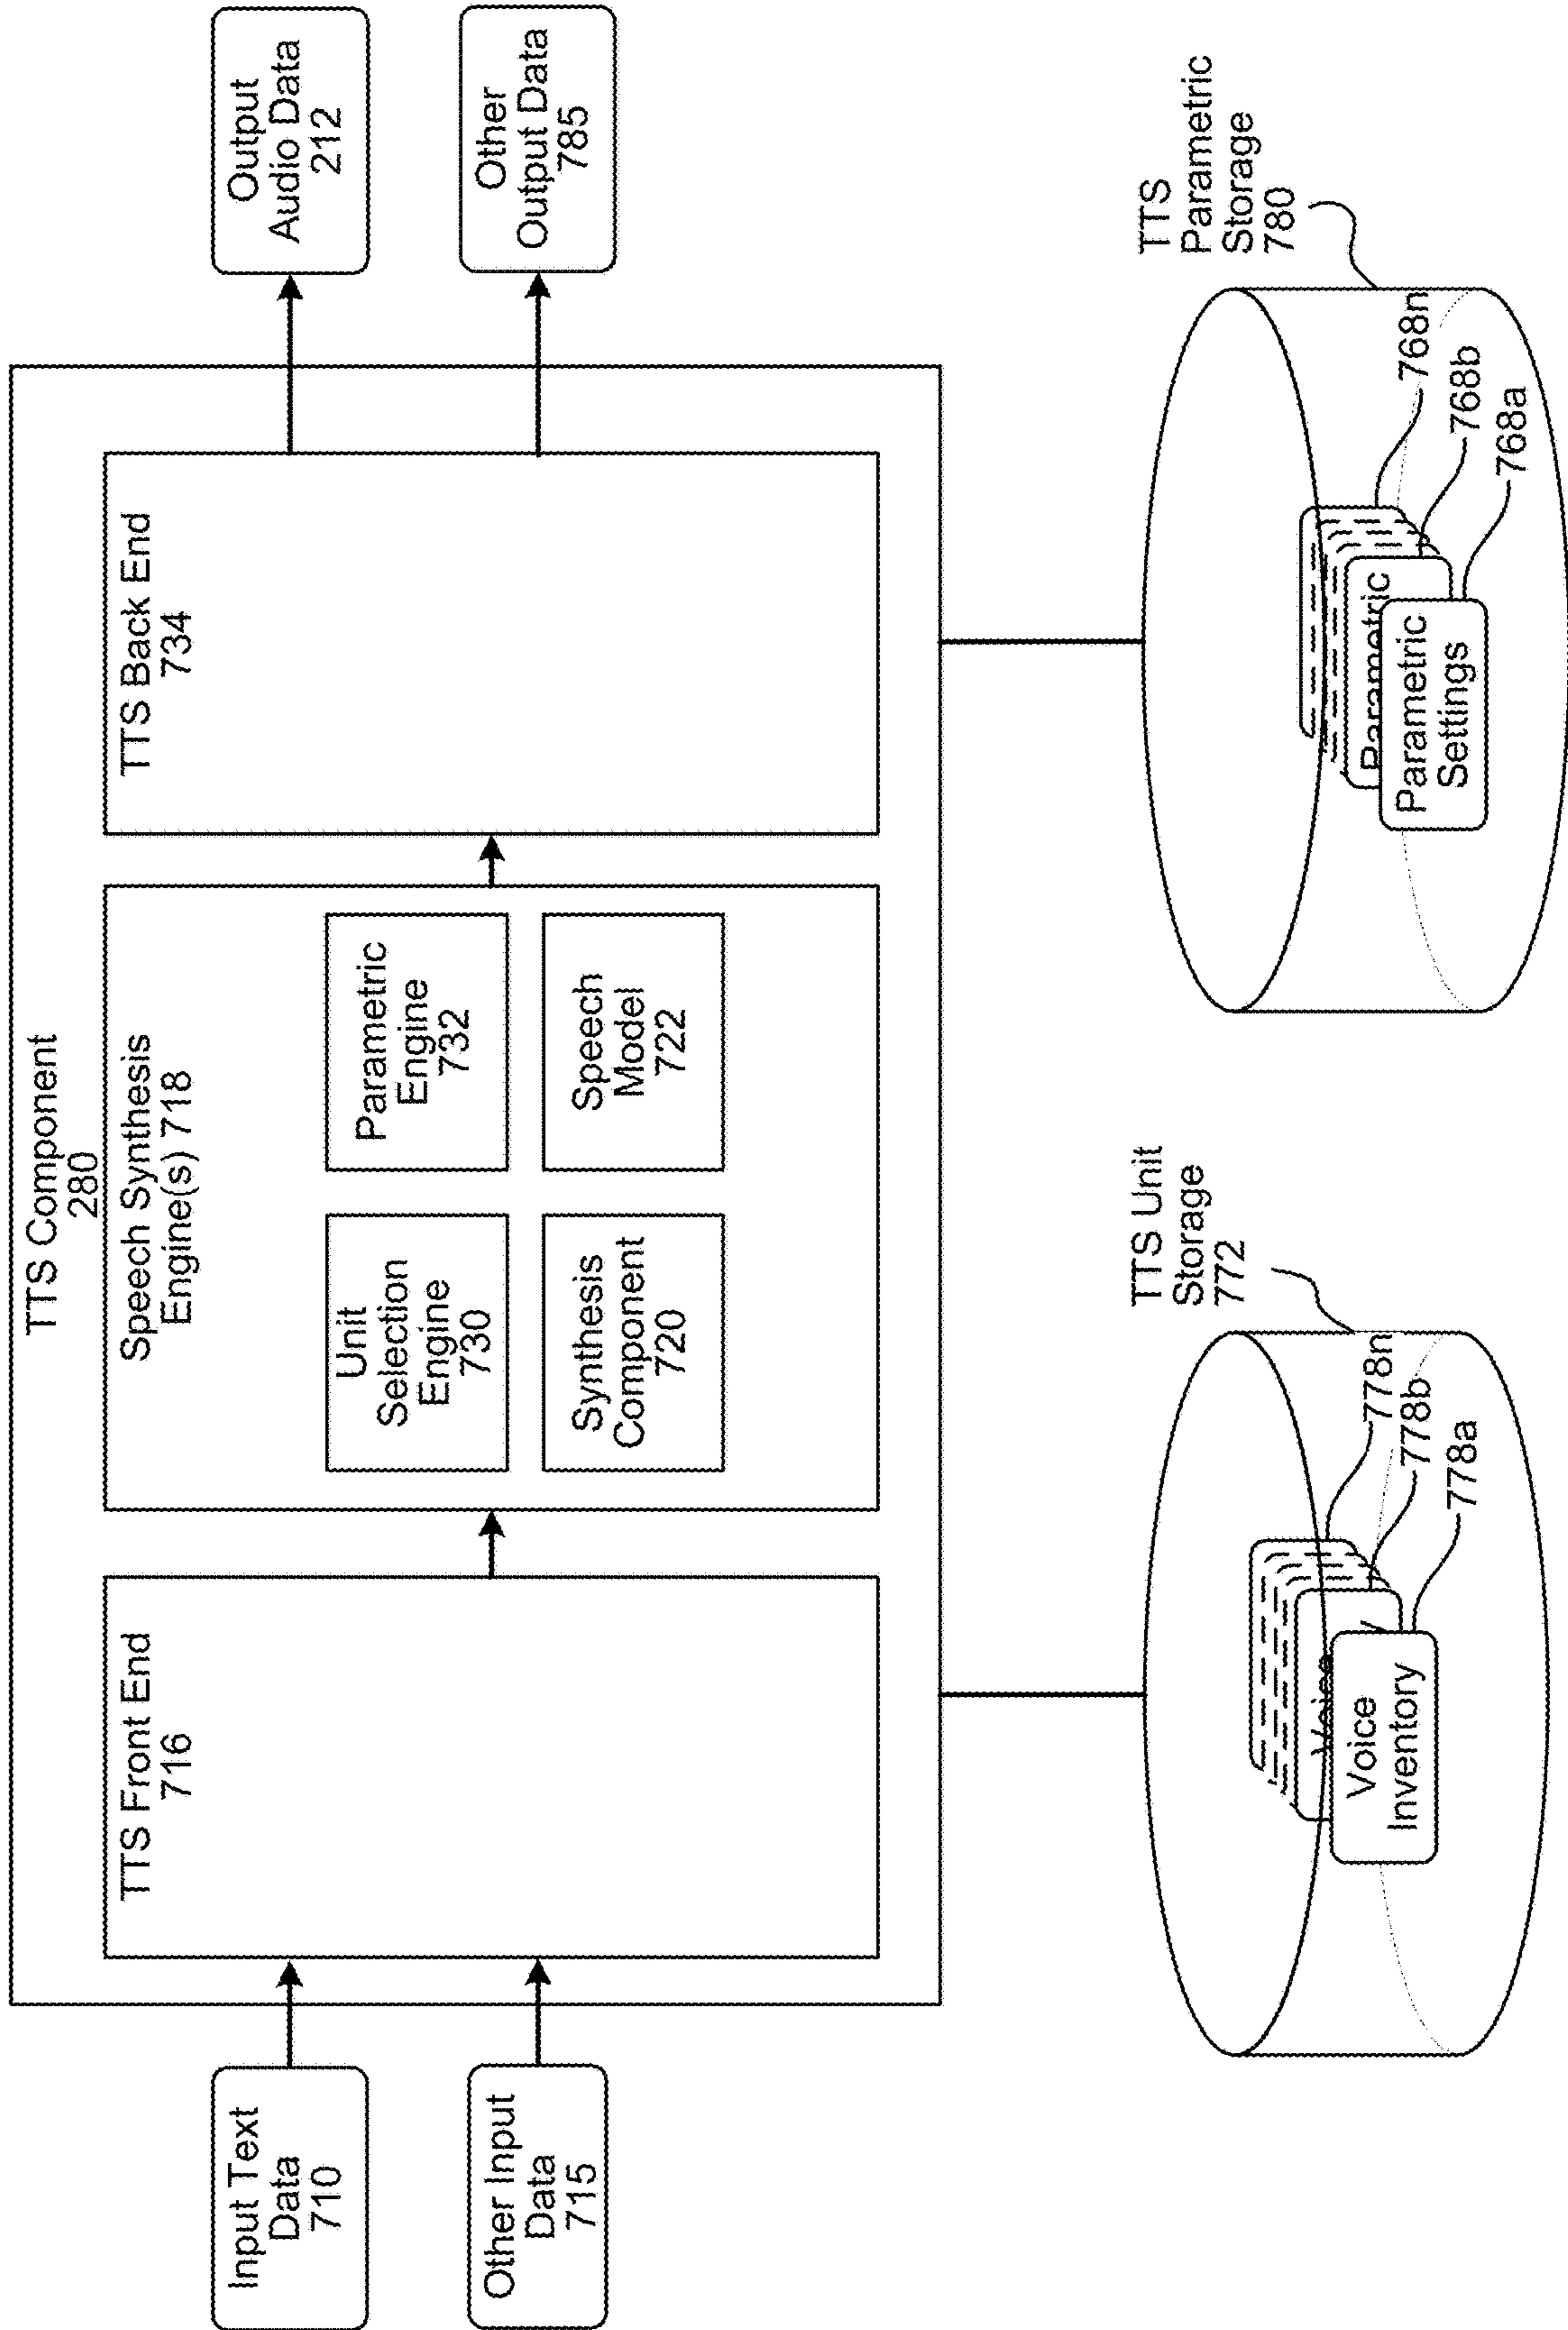 TTS Component
280
Input Text
Data
710
Other Input
Data
715
TTS Front End
716
Speech Synthesis
Engine(s) 718
Unit
Selection
Engine
730
Parametric
Engine
732
Synthesis
Component
720
Speech
Model
722
TTS Back End
734
Output
Audio Data
212
Other
Output Data
785
TTS Unit
Storage
772
Voice
Voice
Inventory
778n
778b
778a
TTS
Parametric
Storage
780
Parametric
Parametric
Settings
768n
768b
768a